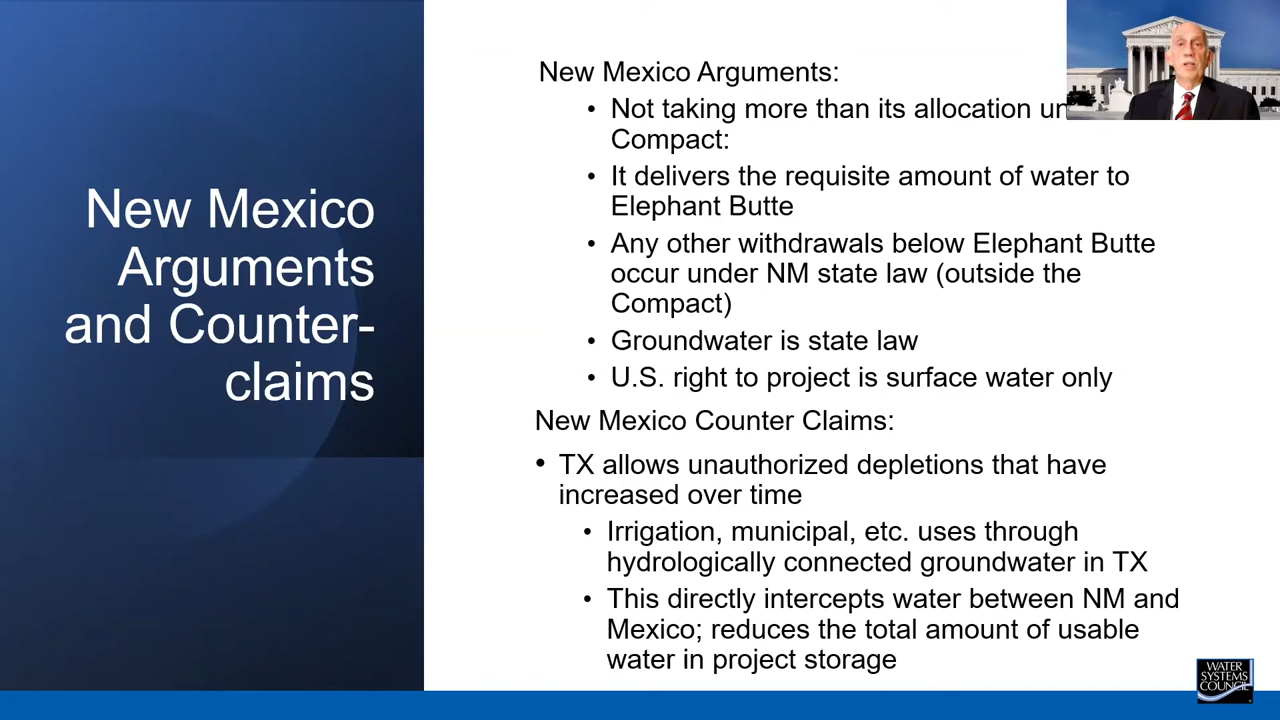 New Mexico
Arguments
and Counter-
claims
New Mexico Arguments:
• Not taking more than its allocation
Compact:
• It delivers the requisite amount of water to
Elephant Butte
• Any other withdrawals below Elephant Butte
occur under NM state law (outside the
Compact)
• Groundwater is state law
• U.S. right to project is surface water only
New Mexico Counter Claims:
• TX allows unauthorized depletions that have
increased over time
• Irrigation, municipal, etc. uses through
hydrologically connected groundwater in TX
• This directly intercepts water between NM and
Mexico; reduces the total amount of usable
water in project storage
WATER
SYSTEMS
COUNCIL